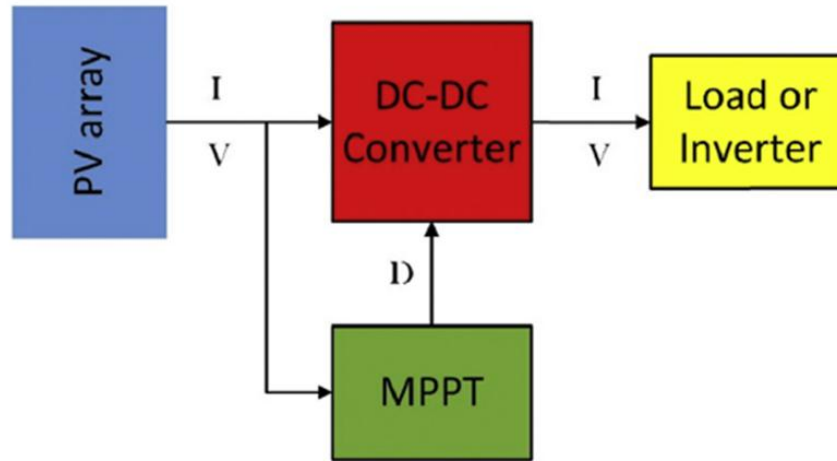 PV array
I
V
DC-DC
Converter
I
V
Load or
Inverter
D
MPPT